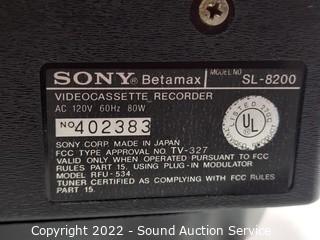 SONY® Betamax MODEL NO SL-8200
VIDEOCASSETTE RECORDER
AC 120V 60Hz 80W
NO 402383
UL
SONY CORP. MADE IN JAPAN
FCC TYPE APPROVAL NO. TV-327
VALID ONLY WHEN OPERATED PURSUANT TO FCC
RULES PART 15. USING PLUG-IN MODULATOR
MODEL RFU-534
TUNER CERTIFIED AS COMPLYING WITH FCC RULES
PART 15.
Copyright 2022 - Sound Auction Service